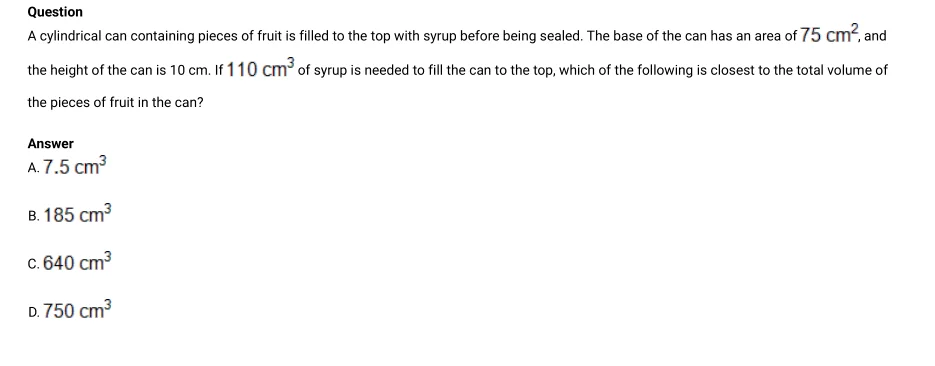 Question
A cylindrical can containing pieces of fruit is filled to the top with syrup before being sealed. The base of the can has an area of 75 cm², and
the height of the can is 10 cm. If 110 cm³ of syrup is needed to fill the can to the top, which of the following is closest to the total volume of
the pieces of fruit in the can?
Answer
A. 7.5 cm³
B. 185 cm³
C. 640 cm³
D. 750 cm³